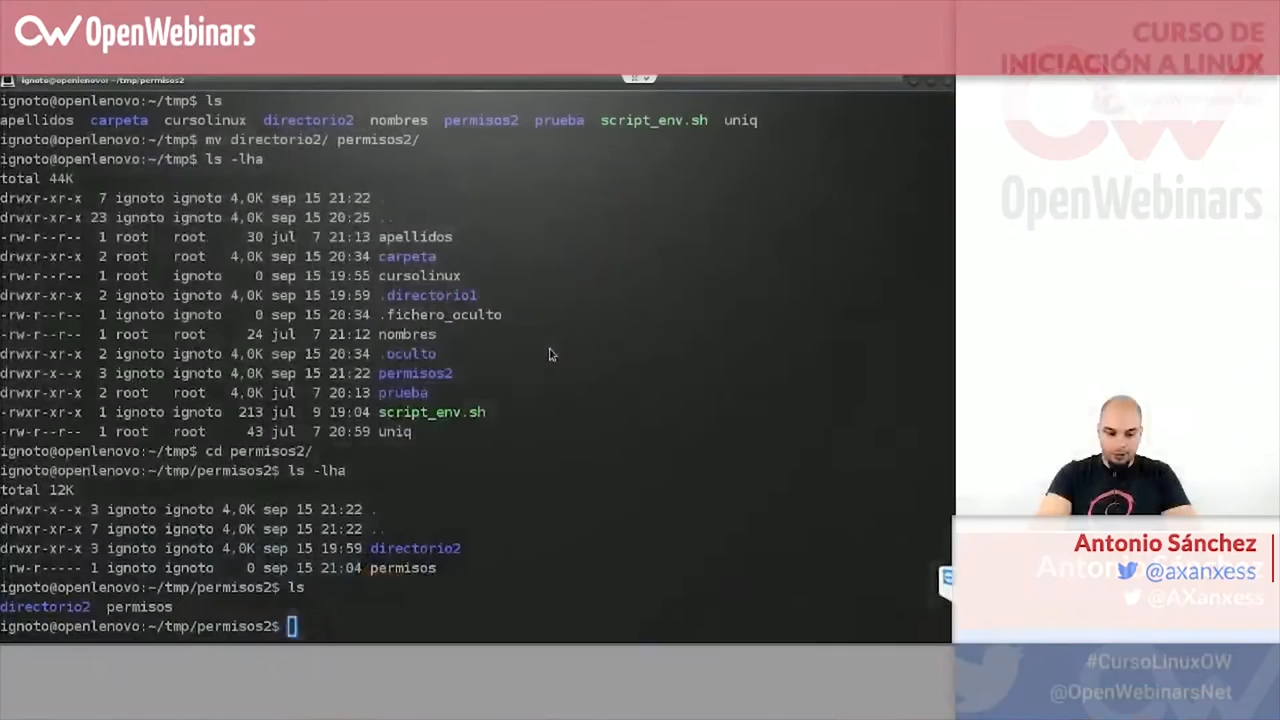 OpenWebinars
CURSO DE
INICIACIÓN A LINUX
OpenWebinars
ignoto@openlenovo: ~/tmp/permisos2
ignoto@openlenovo:~/tmp$ ls
apellidos carpeta cursolinux directorio2 nombres permisos2 prueba script_env.sh uniq
ignoto@openlenovo:~/tmp$ mv directorio2/ permisos2/
ignoto@openlenovo:~/tmp$ ls -lha
total 44K
drwxr-xr-x 7 ignoto ignoto 4,0K sep 15 21:22 .
drwxr-xr-x 23 ignoto ignoto 4,0K sep 15 20:25 ..
-rw-r--r-- 1 root root 30 jul 7 21:13 apellidos
drwxr-xr-x 2 root root 4,0K sep 15 20:34 carpeta
-rw-r--r-- 1 root ignoto 0 sep 15 19:55 cursolinux
drwxr-xr-x 2 ignoto ignoto 4,0K sep 15 19:59 .directorio1
-rw-r--r-- 1 ignoto ignoto 0 sep 15 20:34 .fichero_oculto
-rw-r--r-- 1 root root 24 jul 7 21:12 nombres
drwxr-xr-x 2 ignoto ignoto 4,0K sep 15 20:34 .oculto
drwxr-x--x 3 ignoto ignoto 4,0K sep 15 21:22 permisos2
drwxr-xr-x 2 root root 4,0K jul 7 20:13 prueba
-rwxr-xr-x 1 ignoto ignoto 213 jul 9 19:04 script_env.sh
-rw-r--r-- 1 root root 43 jul 7 20:59 uniq
ignoto@openlenovo:~/tmp$ cd permisos2/
ignoto@openlenovo:~/tmp/permisos2$ ls -lha
total 12K
drwxr-x--x 3 ignoto ignoto 4,0K sep 15 21:22 .
drwxr-xr-x 7 ignoto ignoto 4,0K sep 15 21:22 ..
drwxr-xr-x 3 ignoto ignoto 4,0K sep 15 19:59 directorio2
-rw-r----- 1 ignoto ignoto 0 sep 15 21:04 permisos
ignoto@openlenovo:~/tmp/permisos2$ ls
directorio2 permisos
ignoto@openlenovo:~/tmp/permisos2$
Antonio Sánchez
@axanxess
@AXanxess
#CursoLinuxOW
@OpenWebinarsNet